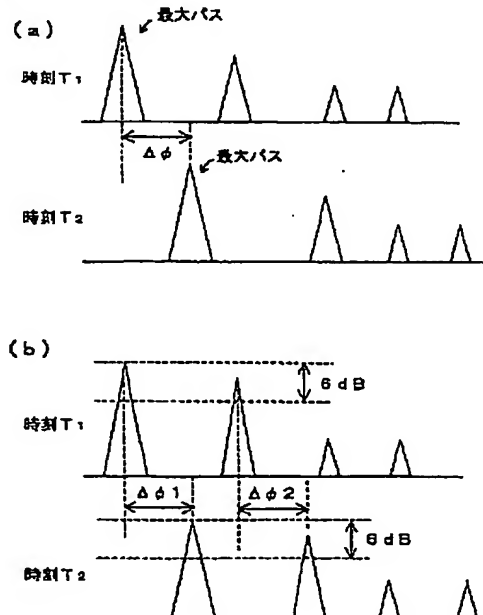 (a)
最大パス
時刻T1
Δφ
最大パス
時刻T2
(b)
6dB
時刻T1
Δφ1
Δφ2
6dB
時刻T2